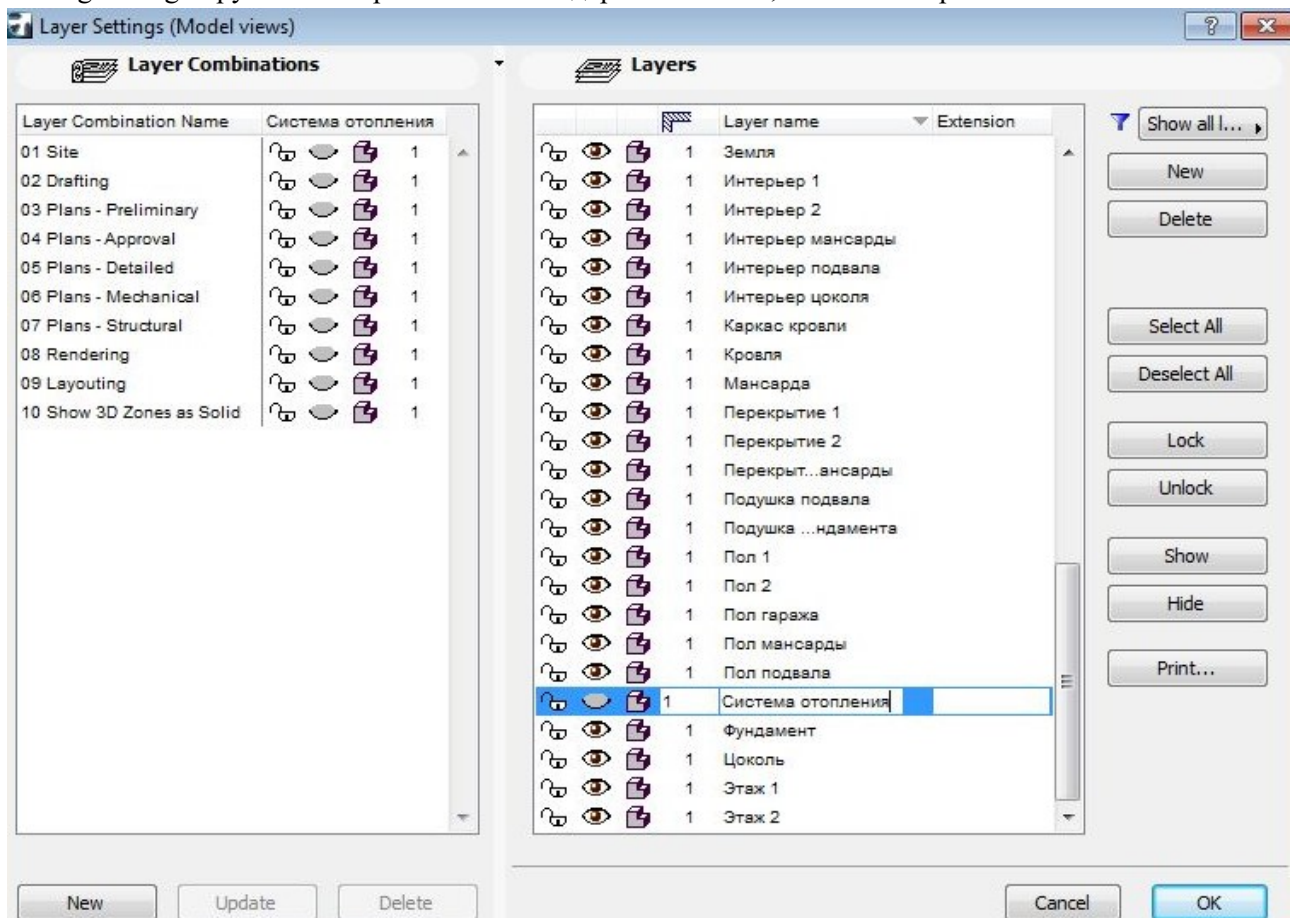 Layer Settings (Model views)
Layer Combinations
Layer Combination Name Система отопления
01 Site 1
02 Drafting 1
03 Plans - Preliminary 1
04 Plans - Approval 1
05 Plans - Detailed 1
06 Plans - Mechanical 1
07 Plans - Structural 1
08 Rendering 1
09 Layouting 1
10 Show 3D Zones as Solid 1
New Update Delete
Layers
Layer name Extension
1 Земля
1 Интерьер 1
1 Интерьер 2
1 Интерьер мансарды
1 Интерьер подвала
1 Интерьер цоколя
1 Каркас кровли
1 Кровля
1 Мансарда
1 Перекрытие 1
1 Перекрытие 2
1 Перекрыт...ансарды
1 Подушка подвала
1 Подушка ...ндамента
1 Пол 1
1 Пол 2
1 Пол гаража
1 Пол мансарды
1 Пол подвала
1 Система отопления
1 Фундамент
1 Цоколь
1 Этаж 1
1 Этаж 2
Show all l...
New
Delete
Select All
Deselect All
Lock
Unlock
Show
Hide
Print...
Cancel OK